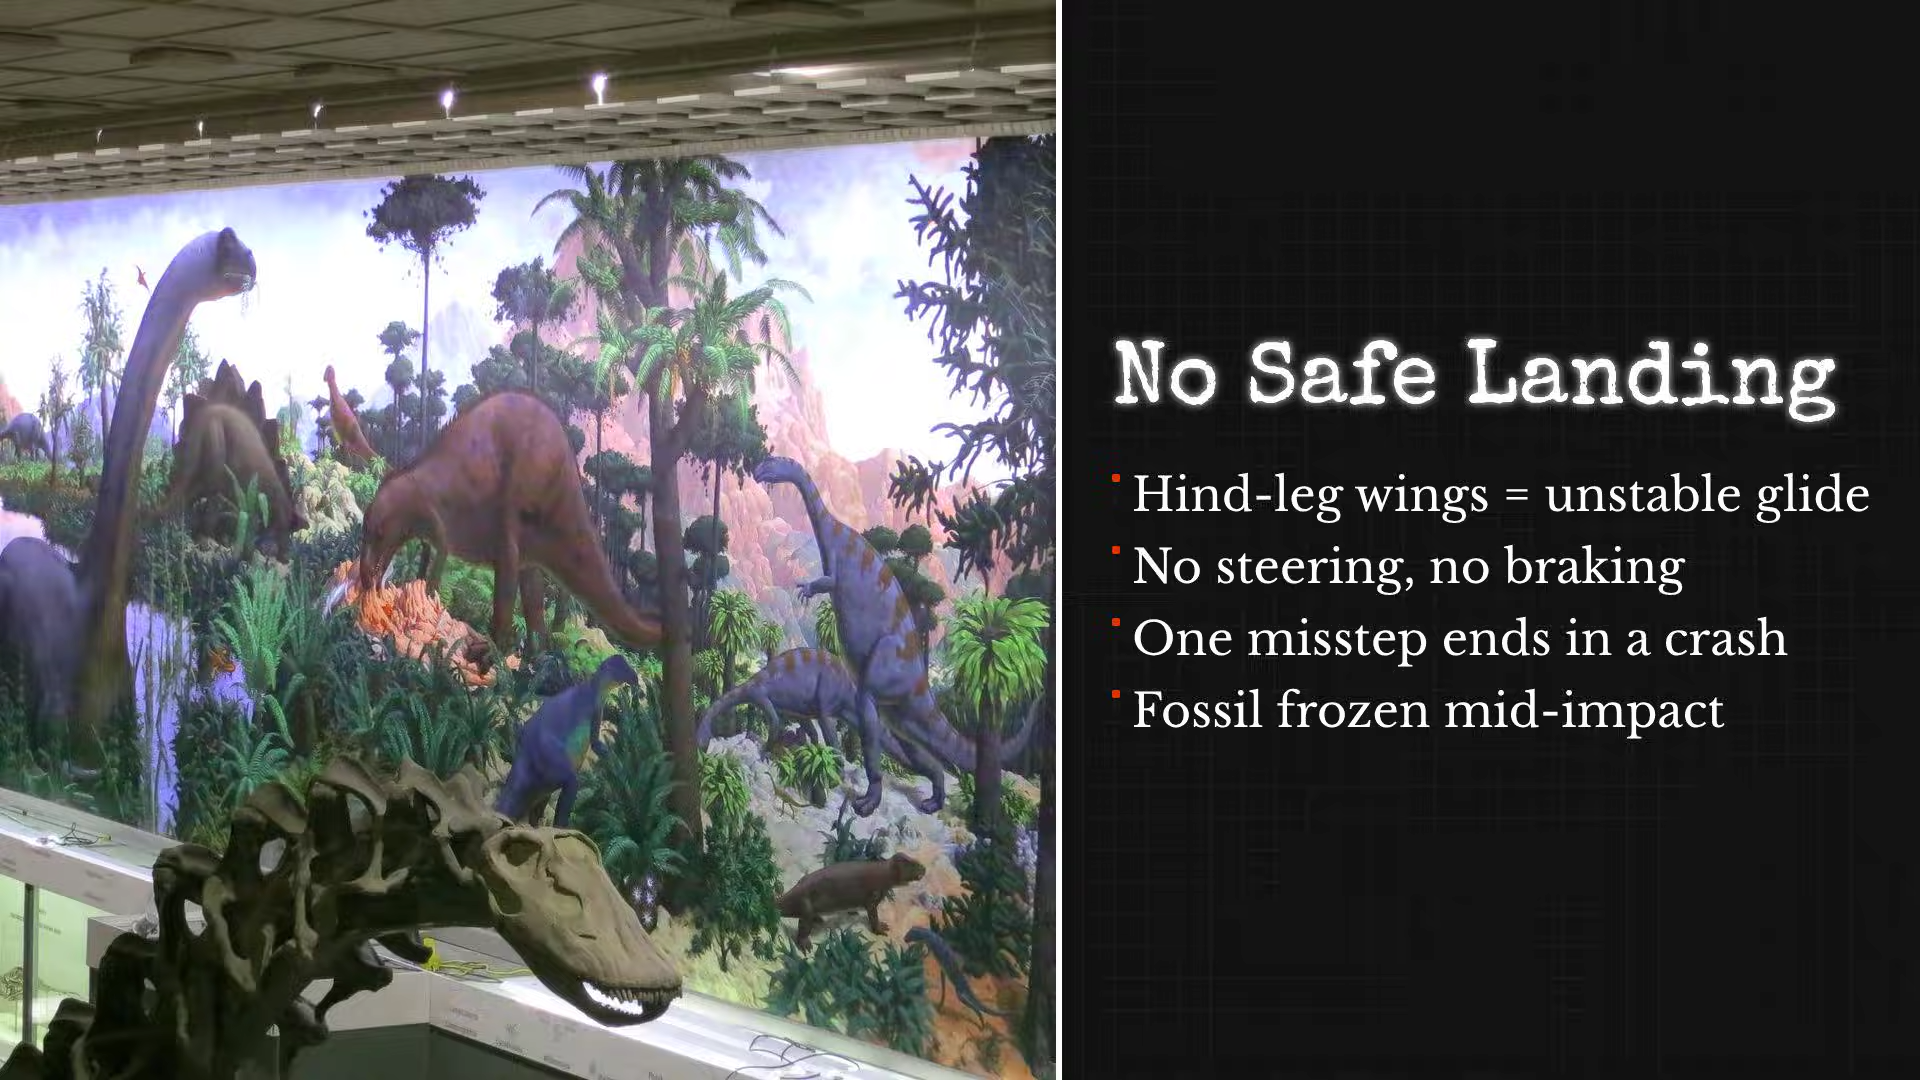 No Safe Landing
Hind-leg wings = unstable glide
No steering, no braking
One misstep ends in a crash
Fossil frozen mid-impact